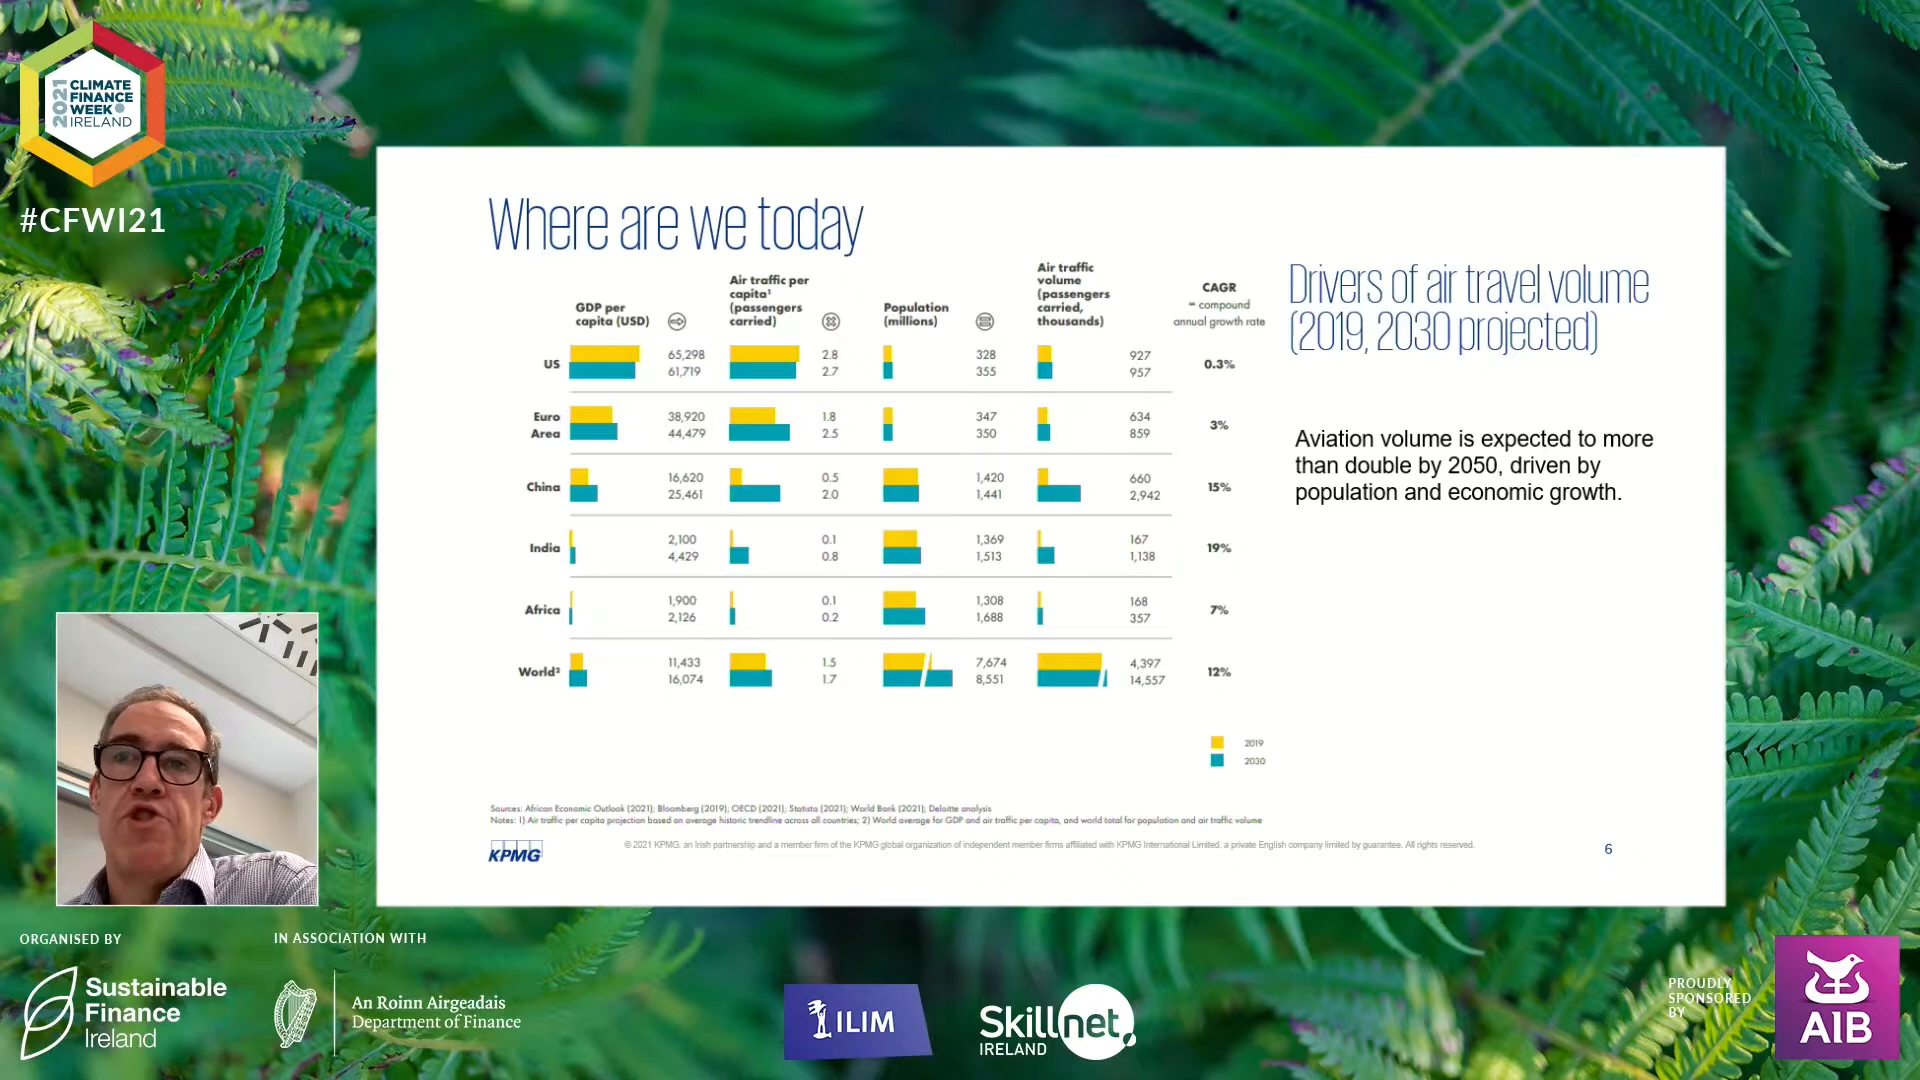 2021
CLIMATE
FINANCE
WEEK
IRELAND
#CFWI21
Where are we today
GDP per
capita (USD)
Air traffic per
capita¹
(passengers
carried)
Population
(millions)
Air traffic
volume
(passengers
carried,
thousands)
CAGR
= compound
annual growth rate
US
65,298
61,719
2.8
2.7
328
355
927
957
0.3%
Euro
Area
38,920
44,479
1.8
2.5
347
350
634
859
3%
China
16,620
25,461
0.5
2.0
1,420
1,441
660
2,942
15%
India
2,100
4,429
0.1
0.8
1,369
1,513
167
1,138
19%
Africa
1,900
2,126
0.1
0.2
1,308
1,688
168
357
7%
World²
11,433
16,074
1.5
1.7
7,674
8,551
4,397
14,557
12%
2019
2030
Drivers of air travel volume
(2019, 2030 projected)
Aviation volume is expected to more
than double by 2050, driven by
population and economic growth.
Sources: African Economic Outlook (2021); Bloomberg (2019); OECD (2021); Statista (2021); World Bank (2021); Deloitte analysis
Notes: 1) Air traffic per capita projection based on average historic trendline across all countries; 2) World average for GDP and air traffic per capita, and world total for population and air traffic volume
KPMG
© 2021 KPMG, an Irish partnership and a member firm of the KPMG global organization of independent member firms affiliated with KPMG International Limited, a private English company limited by guarantee. All rights reserved.
6
ORGANISED BY
Sustainable
Finance
Ireland
IN ASSOCIATION WITH
An Roinn Airgeadais
Department of Finance
ILIM
Skillnet
IRELAND
PROUDLY
SPONSORED
BY
AIB